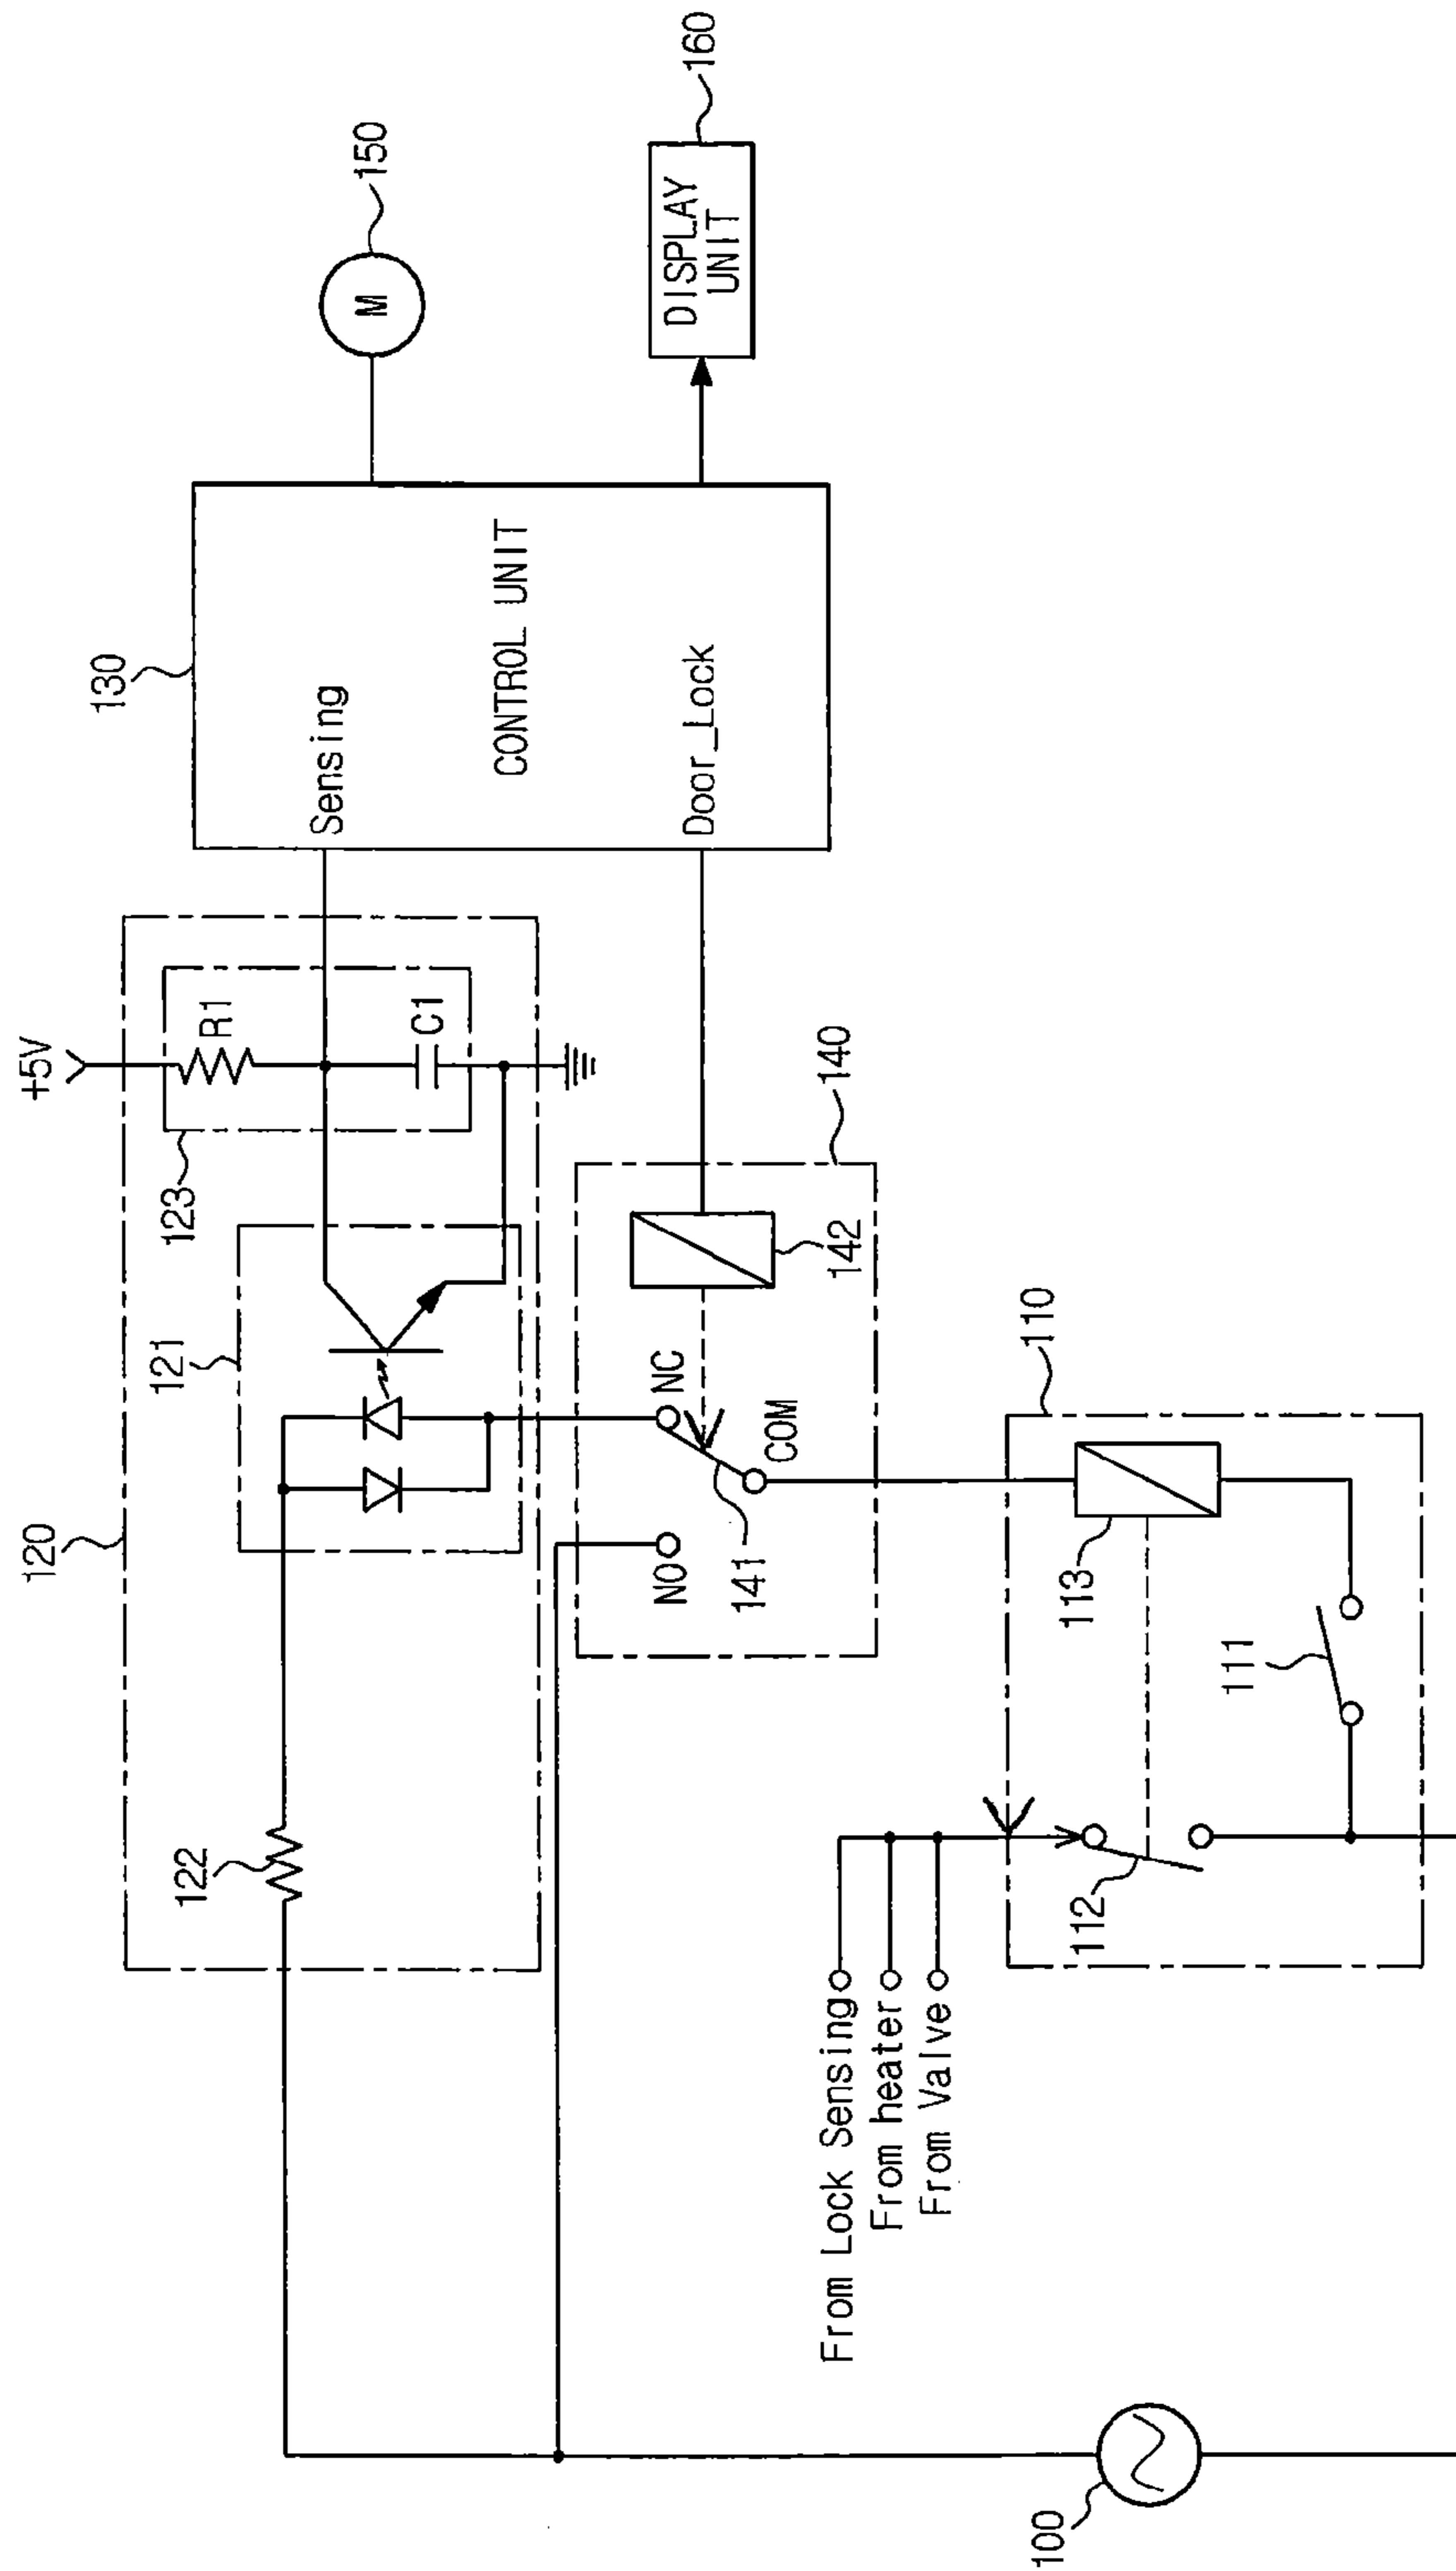 120
122
121
123
+5V
R1
C1
130
Sensing
CONTROL UNIT
Door_Lock
M
150
DISPLAY
UNIT
160
NO
NC
COM
141
142
140
From Lock Sensing
From heater
From Valve
112
111
113
110
100